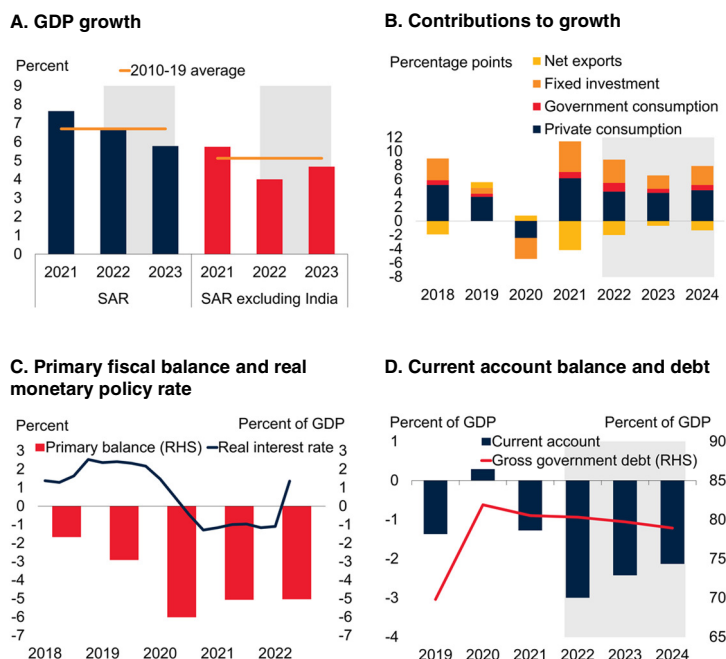 A. GDP growth
Percent
2010-19 average
9
8
7
6
5
4
3
2
1
0
2021 2022 2023 2021 2022 2023
SAR SAR excluding India
B. Contributions to growth
Percentage points
Net exports
Fixed investment
Government consumption
Private consumption
12
10
8
6
4
2
0
-2
-4
-6
-8
2018 2019 2020 2021 2022 2023 2024
C. Primary fiscal balance and real
monetary policy rate
Percent Percent of GDP
Primary balance (RHS) Real interest rate
3 3
2 2
1 1
0 0
-1 -1
-2 -2
-3 -3
-4 -4
-5 -5
-6 -6
-7 -7
2018 2019 2020 2021 2022
D. Current account balance and debt
Percent of GDP Percent of GDP
Current account
Gross government debt (RHS)
1 90
0 85
-1 80
-2 75
-3 70
-4 65
2019 2020 2021 2022 2023 2024